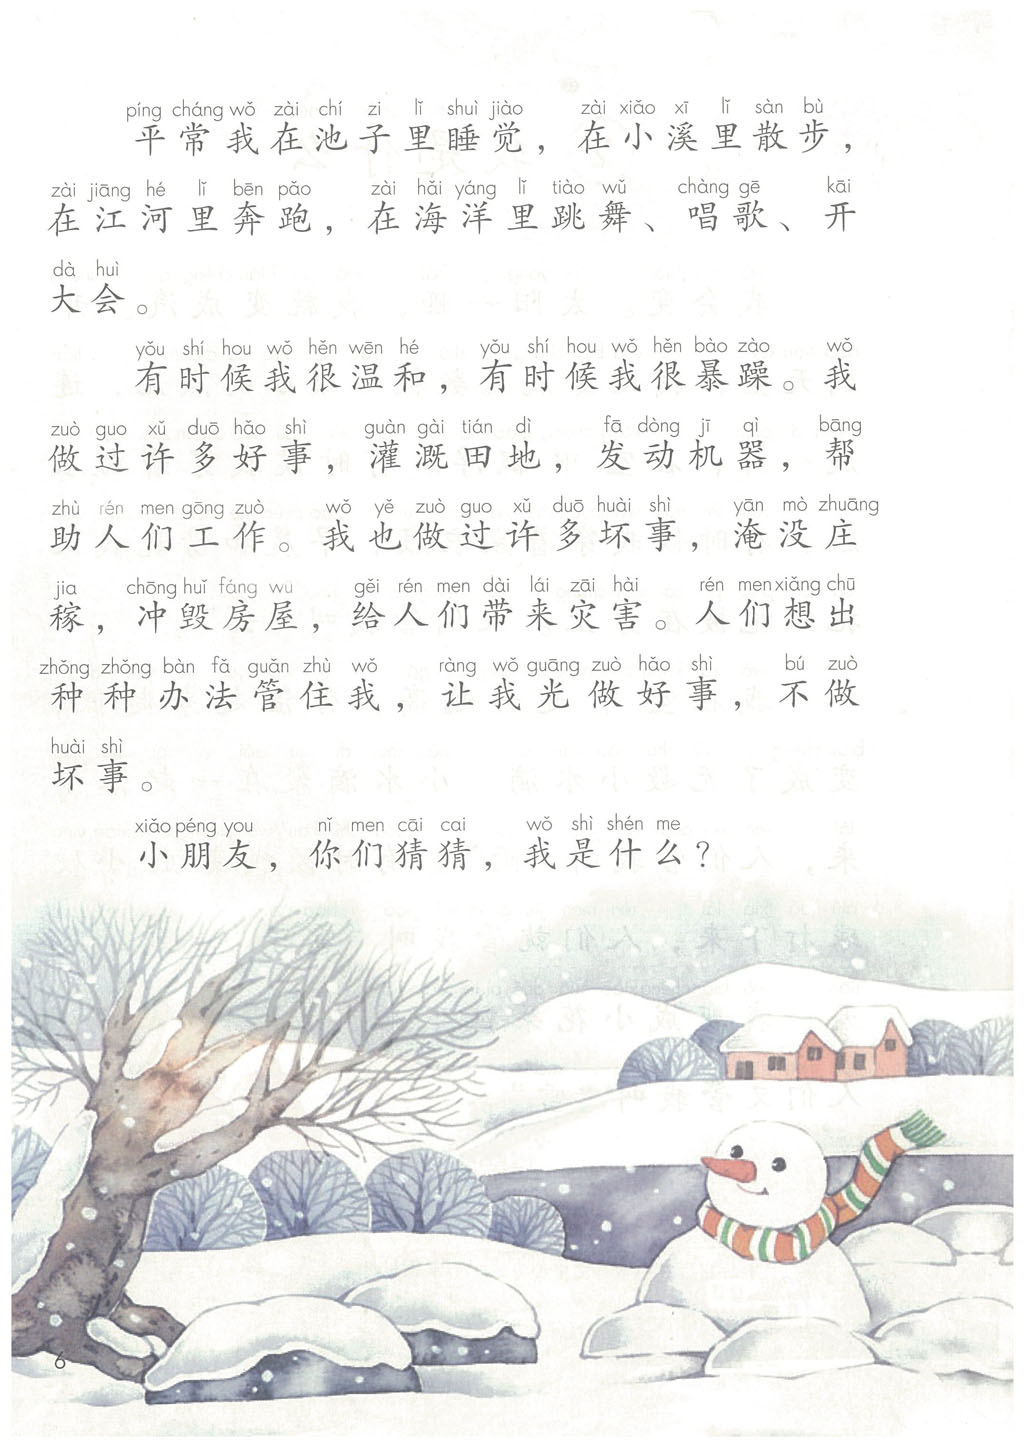 píng cháng wǒ zài chí zi lǐ shuì jiào zài xiǎo xī lǐ sàn bù
平常我在池子里睡觉，在小溪里散步，
zài jiāng hé lǐ bēn pǎo zài hǎi yáng lǐ tiào wǔ chàng gē kāi
在江河里奔跑，在海洋里跳舞、唱歌、开
dà huì
大会。
yǒu shí hou wǒ hěn wēn hé yǒu shí hou wǒ hěn bào zào wǒ
有时候我很温和，有时候我很暴躁。我
zuò guo xǔ duō hǎo shì guàn gài tián dì fā dòng jī qì bāng
做过许多好事，灌溉田地，发动机器，帮
zhù rén men gōng zuò wǒ yě zuò guo xǔ duō huài shì yān mò zhuāng
助人们工作。我也做过许多坏事，淹没庄
jia chōng huǐ fáng wū gěi rén men dài lái zāi hài rén men xiǎng chū
稼，冲毁房屋，给人们带来灾害。人们想出
zhǒng zhǒng bàn fǎ guǎn zhù wǒ ràng wǒ guāng zuò hǎo shì bú zuò
种种办法管住我，让我光做好事，不做
huài shì
坏事。
xiǎo péng you nǐ men cāi cai wǒ shì shén me
小朋友，你们猜猜，我是什么？
6